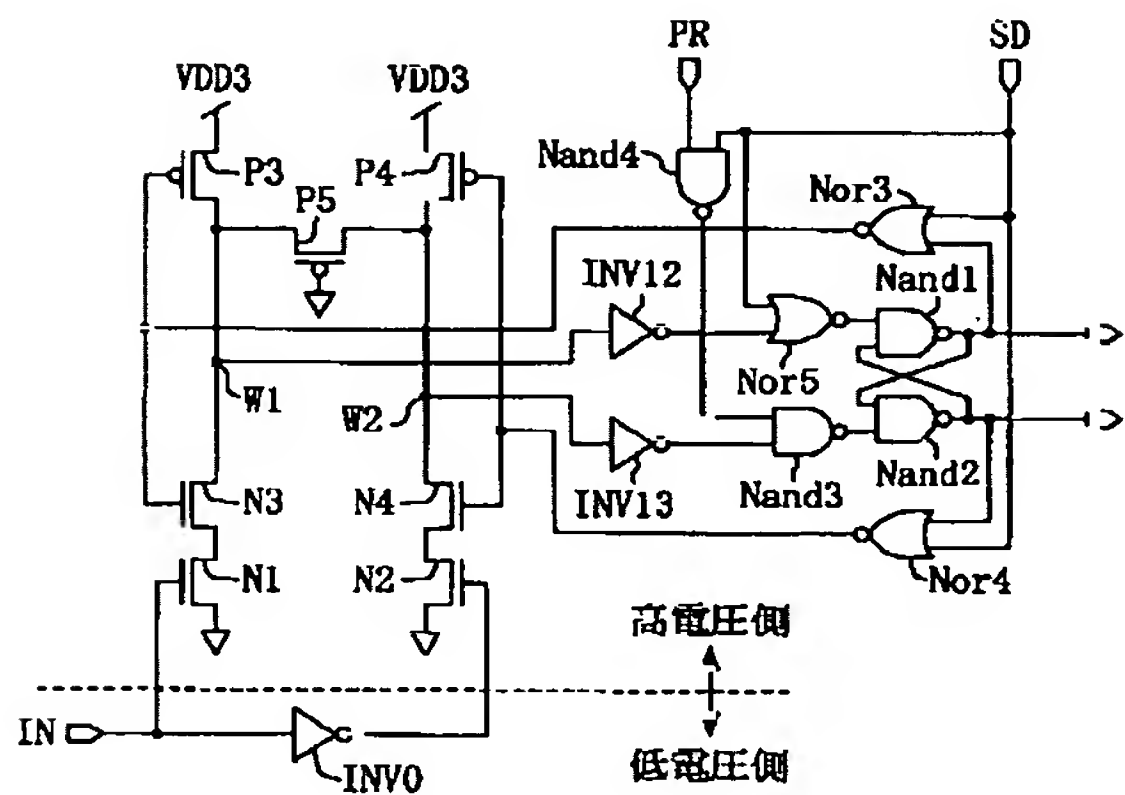 PR
SD
VDD3
VDD3
P3
P4
P5
Nand4
Nor3
INV12
Nand1
Nor5
W1
W2
Nand2
INV13
Nand3
N3
N4
Nor4
N1
N2
高電圧側
IN
INV0
低電圧側